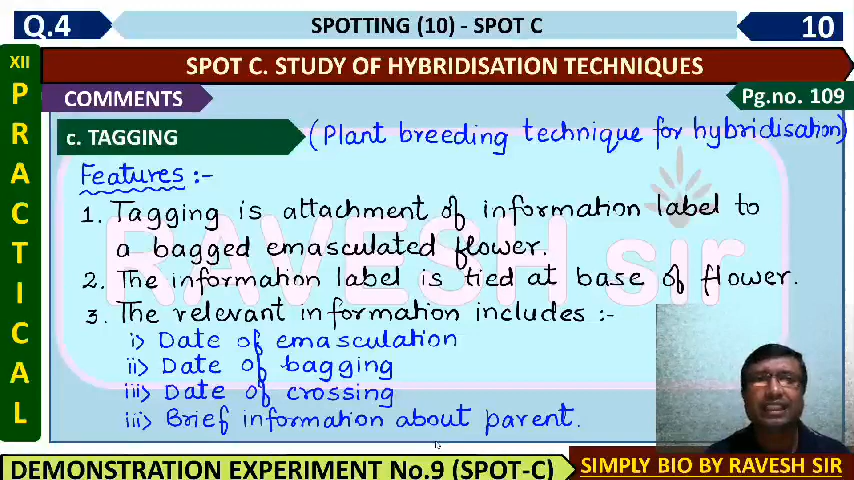 Q.4
SPOTTING (10) - SPOT C
10
XII
PRACTICAL
SPOT C. STUDY OF HYBRIDISATION TECHNIQUES
COMMENTS
Pg.no. 109
c. TAGGING
(Plant breeding technique for hybridisation)
Features :-
1. Tagging is attachment of information label to
a bagged emasculated flower.
2. The information label is tied at base of flower.
3. The relevant information includes :-
i) Date of emasculation
ii) Date of bagging
iii) Date of crossing
iii) Brief information about parent.
RAVESH sir
DEMONSTRATION EXPERIMENT No.9 (SPOT-C)
SIMPLY BIO BY RAVESH SIR